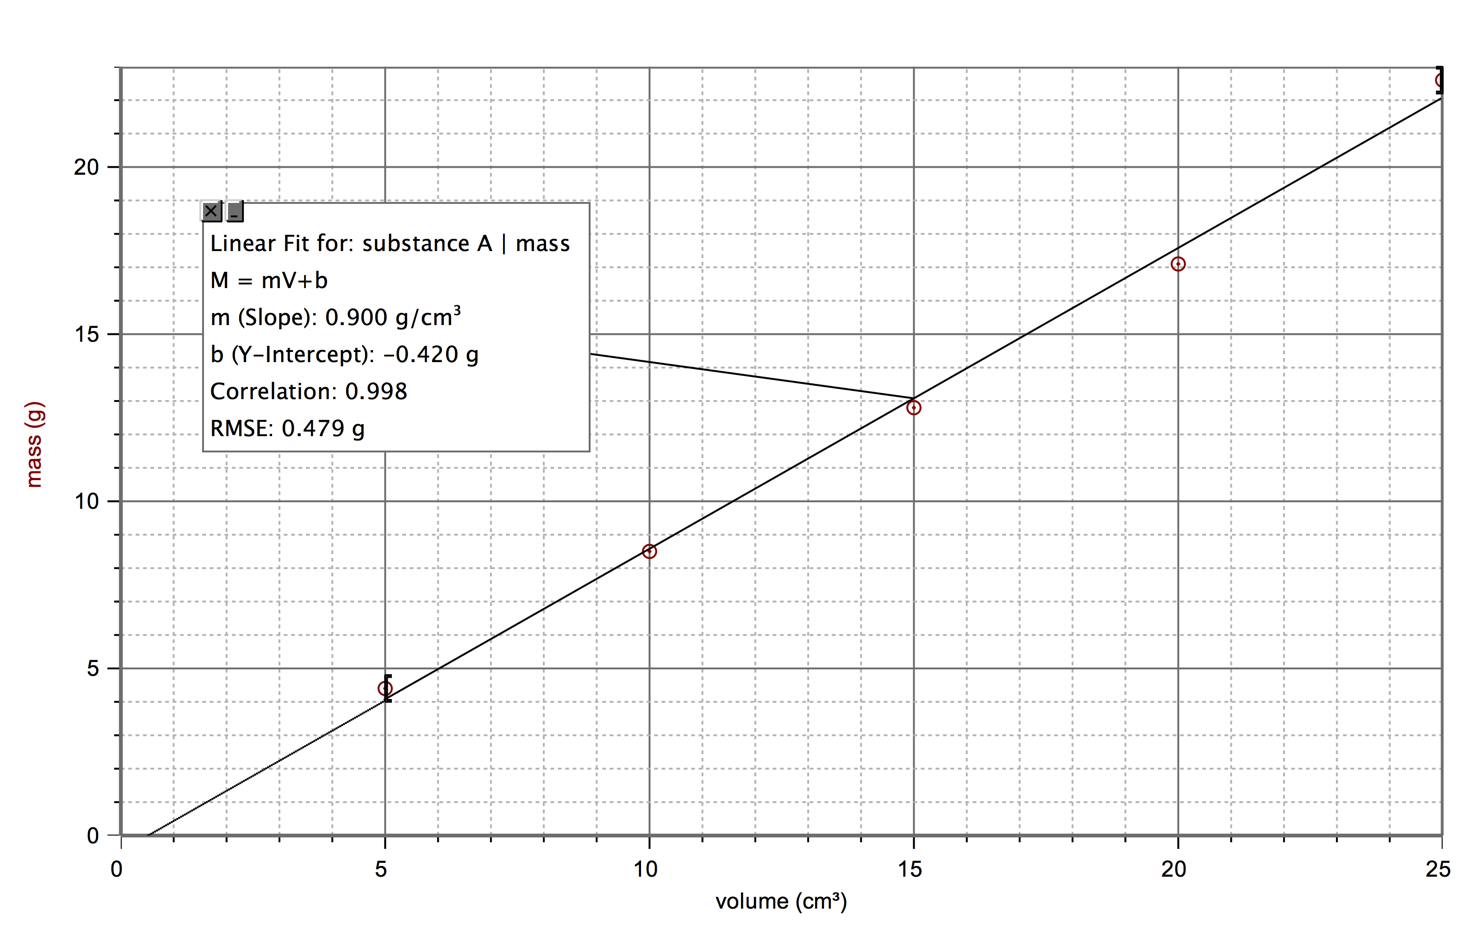 20
15
10
5
0
mass (g)
Linear Fit for: substance A | mass
M = mV+b
m (Slope): 0.900 g/cm³
b (Y-Intercept): -0.420 g
Correlation: 0.998
RMSE: 0.479 g
0 5 10 15 20 25
volume (cm³)